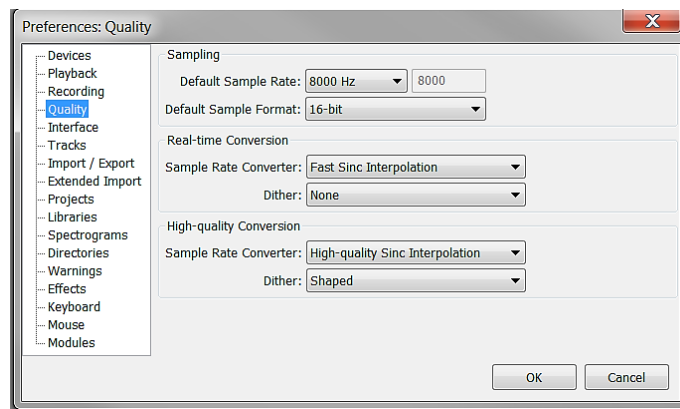 Preferences: Quality
Devices
Playback
Recording
Quality
Interface
Tracks
Import / Export
Extended Import
Projects
Libraries
Spectrograms
Directories
Warnings
Effects
Keyboard
Mouse
Modules
Sampling
Default Sample Rate: 8000 Hz 8000
Default Sample Format: 16-bit
Real-time Conversion
Sample Rate Converter: Fast Sinc Interpolation
Dither: None
High-quality Conversion
Sample Rate Converter: High-quality Sinc Interpolation
Dither: Shaped
OK Cancel